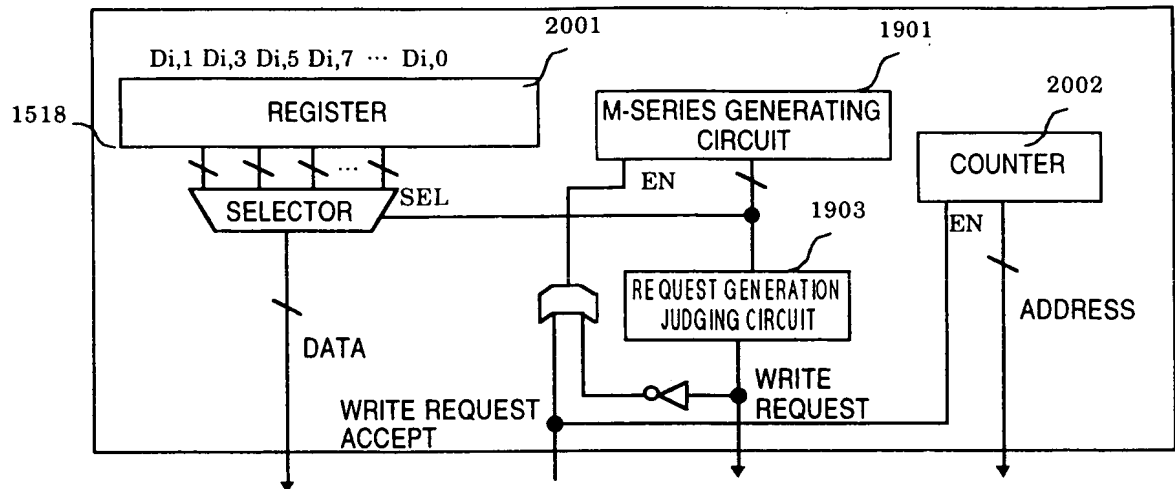 2001
1901
2002
1518
Di,1 Di,3 Di,5 Di,7 ··· Di,0
REGISTER
M-SERIES GENERATING
CIRCUIT
COUNTER
...
SELECTOR
SEL
EN
EN
1903
REQUEST GENERATION
JUDGING CIRCUIT
ADDRESS
DATA
WRITE
REQUEST
WRITE REQUEST
ACCEPT